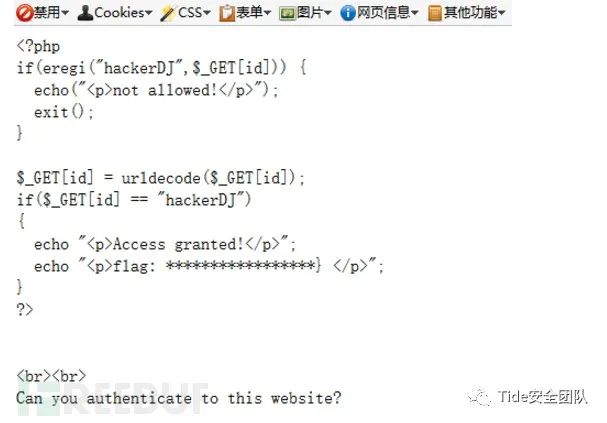 禁用▾ Cookies▾ CSS▾ 表单▾ 图片▾ 网页信息▾ 其他功能▾
<?php
if(eregi("hackerDJ",$_GET[id])) {
  echo("<p>not allowed!</p>");
  exit();
}
$_GET[id] = urldecode($_GET[id]);
if($_GET[id] == "hackerDJ")
{
  echo "<p>Access granted!</p>";
  echo "<p>flag: *****************} </p>";
}
?>
<br><br>
Can you authenticate to this website?
REEBUF
Tide安全团队